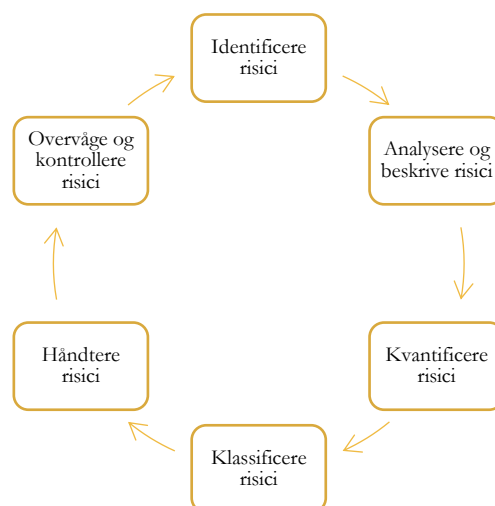 Identificere
risici
Analysere og
beskrive risici
Kvantificere
risici
Klassificere
risici
Håndtere
risici
Overvåge og
kontrollere
risici